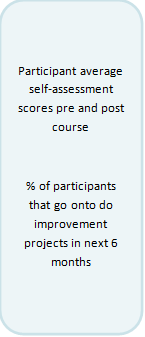 Participant average
self-assessment
scores pre and post
course
% of participants
that go onto do
improvement
projects in next 6
months